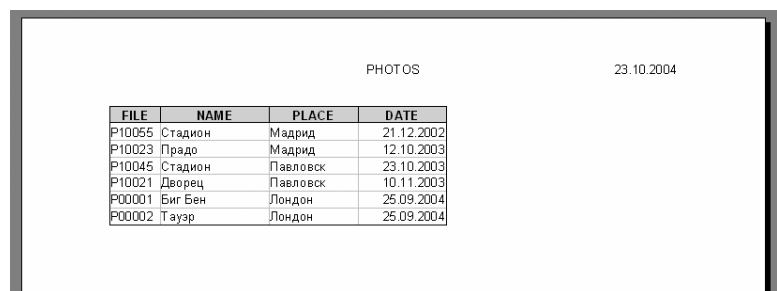 PHOTOS 23.10.2004
FILE NAME PLACE DATE
P10055 Стадион Мадрид 21.12.2002
P10023 Прадо Мадрид 12.10.2003
P10045 Стадион Павловск 23.10.2003
P10021 Дворец Павловск 10.11.2003
P00001 Биг Бен Лондон 25.09.2004
P00002 Тауэр Лондон 25.09.2004